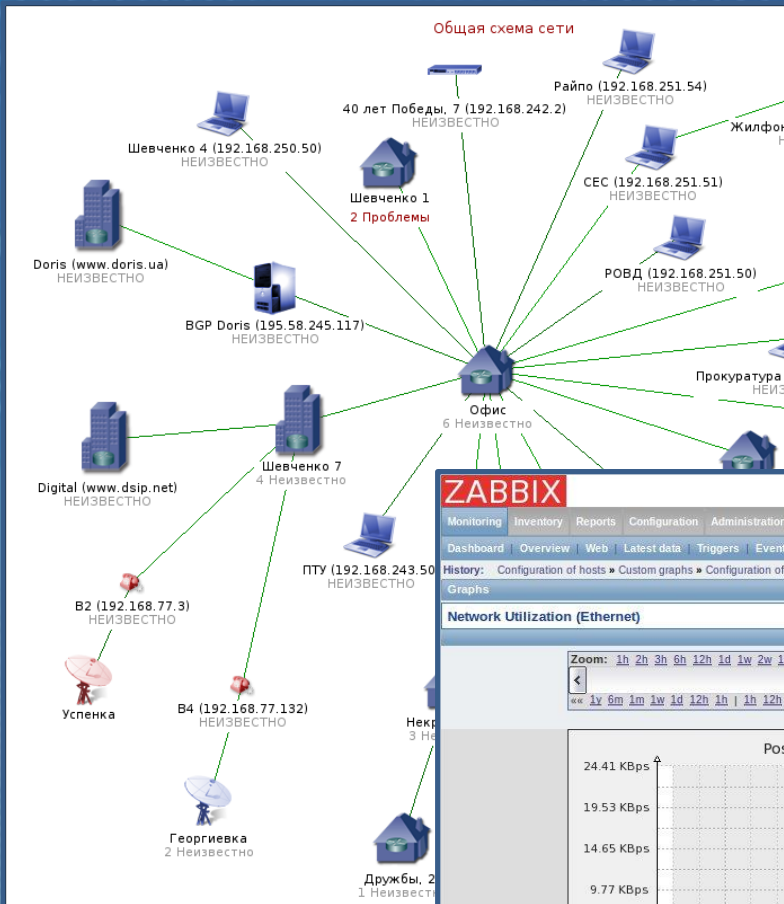 Общая схема сети
Райпо (192.168.251.54)
НЕИЗВЕСТНО
40 лет Победы, 7 (192.168.242.2)
НЕИЗВЕСТНО
Шевченко 4 (192.168.250.50)
НЕИЗВЕСТНО
СЕС (192.168.251.51)
НЕИЗВЕСТНО
Шевченко 1
2 Проблемы
Doris (www.doris.ua)
НЕИЗВЕСТНО
РОВД (192.168.251.50)
НЕИЗВЕСТНО
BGP Doris (195.58.245.117)
НЕИЗВЕСТНО
Прокуратура
Офис
6 Неизвестно
Шевченко 7
4 Неизвестно
Digital (www.dsip.net)
НЕИЗВЕСТНО
ПТУ (192.168.243.50
НЕИЗВЕСТНО
B2 (192.168.77.3)
НЕИЗВЕСТНО
Успенка
B4 (192.168.77.132)
НЕИЗВЕСТНО
Георгиевка
2 Неизвестно
Дружбы, 2
ZABBIX
Monitoring Inventory Reports Configuration
Dashboard | Overview | Web | Latest data | Triggers |
History: Configuration of hosts » Custom graphs » Configuration of
Graphs
Network Utilization (Ethernet)
Zoom: 1h 2h 3h 6h 12h 1d 1w 2w
«« 1y 6m 1m 1w 1d 12h 1h | 1h 12h
24.41 KBps
19.53 KBps
14.65 KBps
9.77 KBps